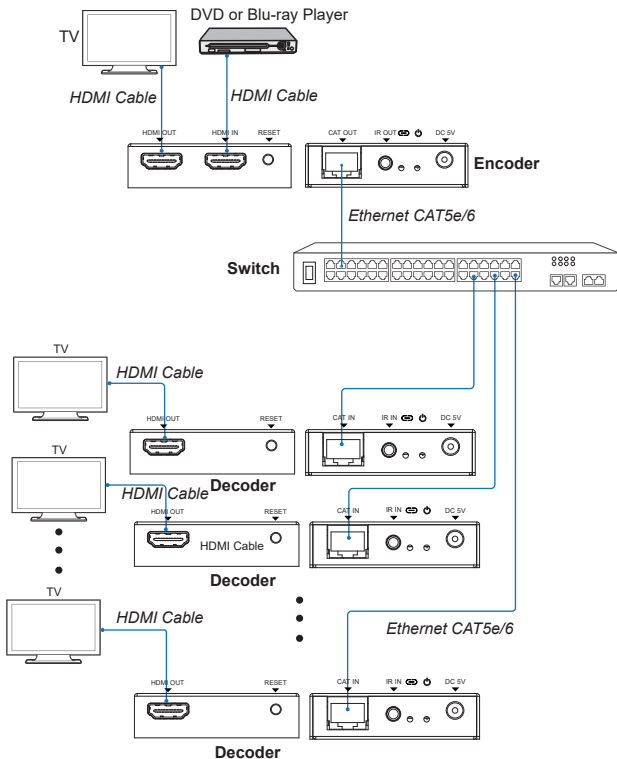 DVD or Blu-ray Player
TV
HDMI Cable
HDMI Cable
HDMI OUT HDMI IN RESET CAT OUT IR OUT DC 5V
Encoder
Ethernet CAT5e/6
Switch
TV
HDMI Cable
HDMI OUT RESET CAT IN IR IN DC 5V
Decoder
TV
HDMI Cable
HDMI OUT RESET CAT IN IR IN DC 5V
HDMI Cable
Decoder
TV
HDMI Cable
Ethernet CAT5e/6
HDMI OUT RESET CAT IN IR IN DC 5V
Decoder